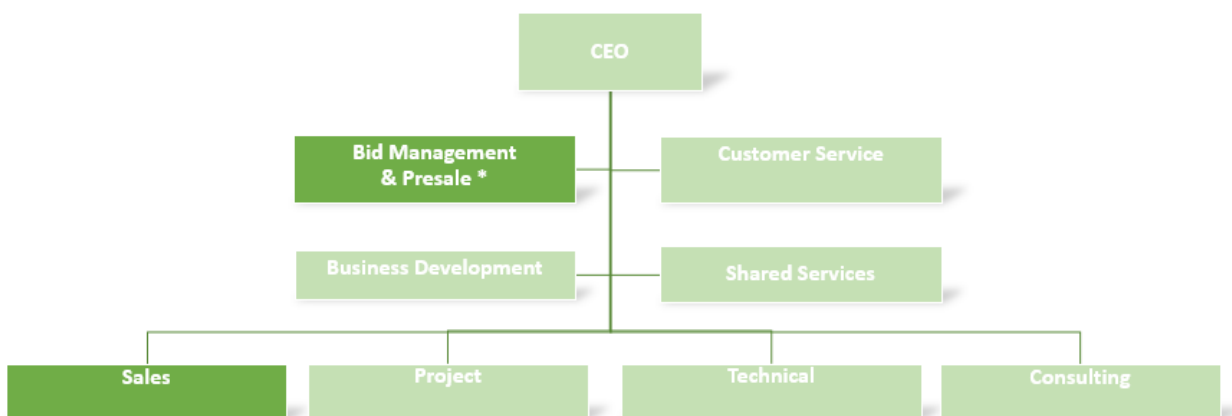 CEO
Bid Management
& Presale *
Customer Service
Business Development
Shared Services
Sales
Project
Technical
Consulting